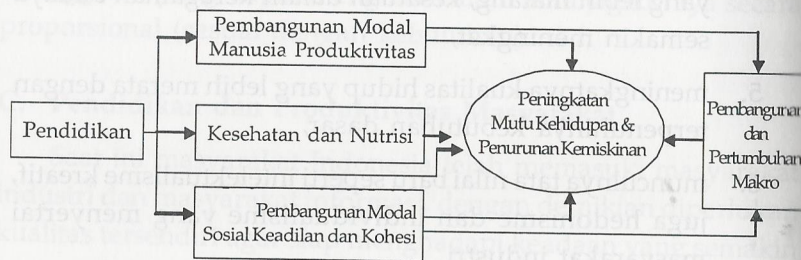 Pembangunan Modal
Manusia Produktivitas
Pendidikan
Kesehatan dan Nutrisi
Pembangunan Modal
Sosial Keadilan dan Kohesi
Peningkatan
Mutu Kehidupan &
Penurunan Kemiskinan
Pembangunan
dan
Pertumbuhan
Makro